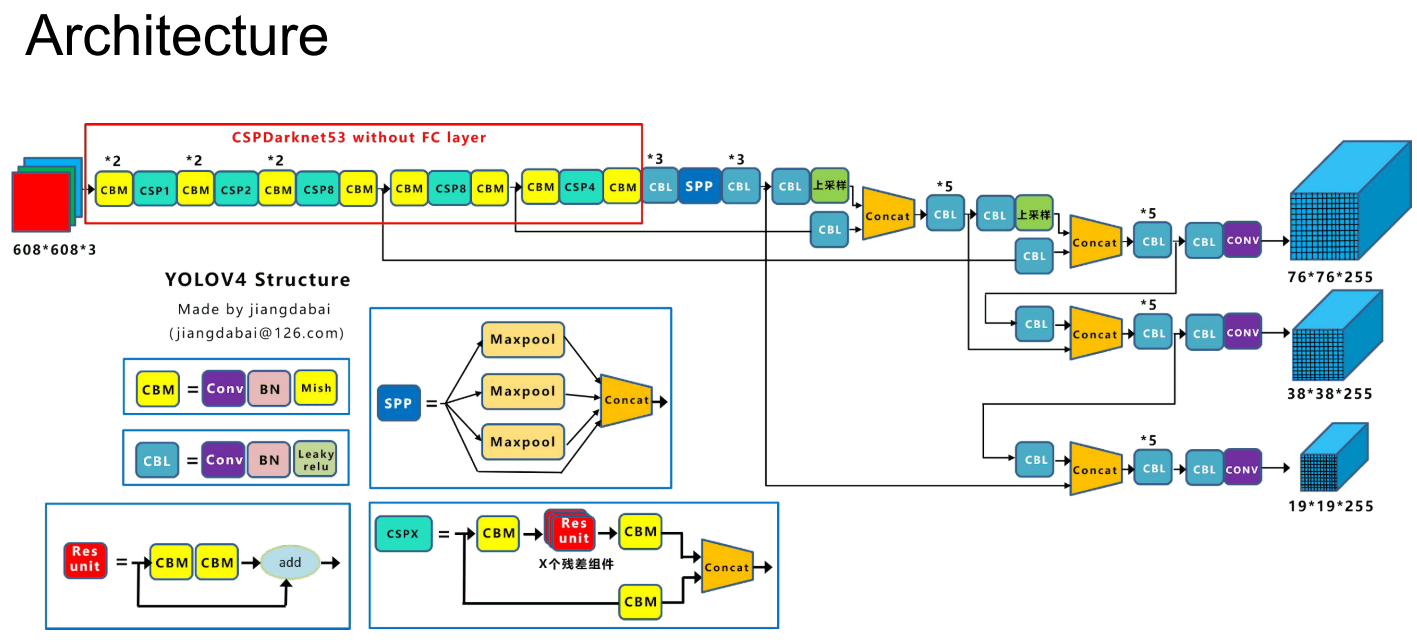 Architecture
CSPDarknet53 without FC layer
*2 *2 *2 *3 *3
CBM CSP1 CBM CSP2 CBM CSP8 CBM CBM CSP8 CBM CBM CSP4 CBM CBL SPP CBL CBL 上采样
CBL Concat
*5
CBL CBL 上采样
CBL Concat
*5
CBL CBL CONV
608*608*3
76*76*255
YOLOV4 Structure
Made by jiangdabai
(jiangdabai@126.com)
*5
CBL Concat CBL CBL CONV
38*38*255
*5
CBL Concat CBL CBL CONV
19*19*255
CBM = Conv BN Mish
CBL = Conv BN Leaky
relu
SPP =
Maxpool
Maxpool
Maxpool
Concat
Res
unit
= CBM CBM add
CSPX = CBM Res
unit
CBM
X个残差组件
CBM
Concat